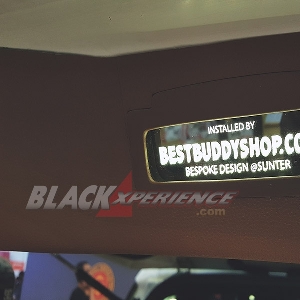 INSTALLED BY
BESTBUDDYSHOP.CO
BESPOKE DESIGN @SUNTER
BLACKXPERIENCE
.com